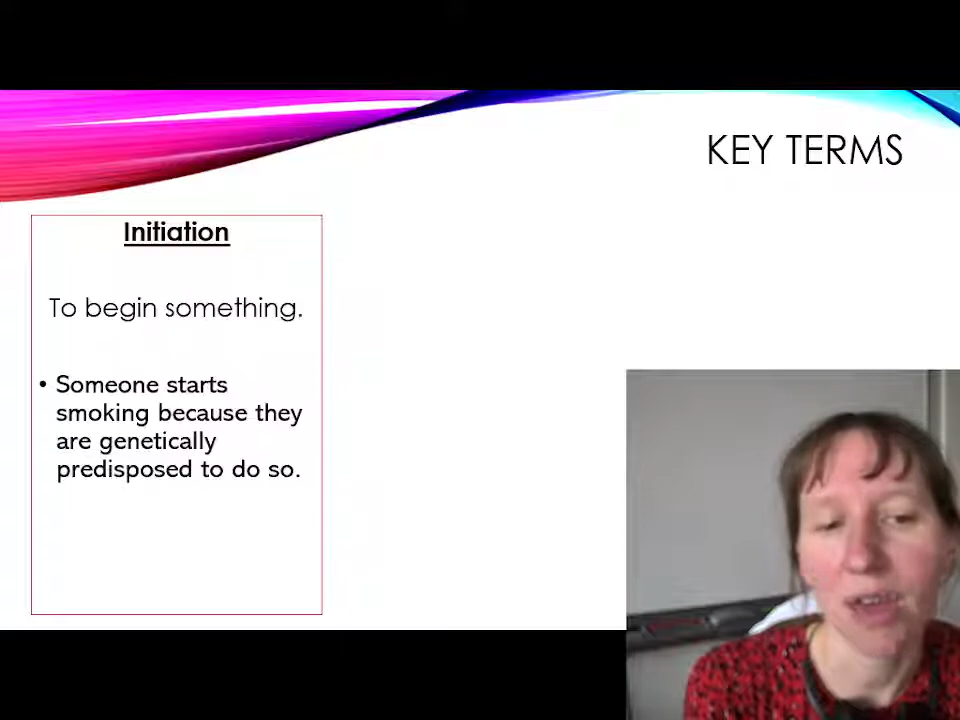 KEY TERMS
Initiation
To begin something.
• Someone starts
smoking because they
are genetically
predisposed to do so.